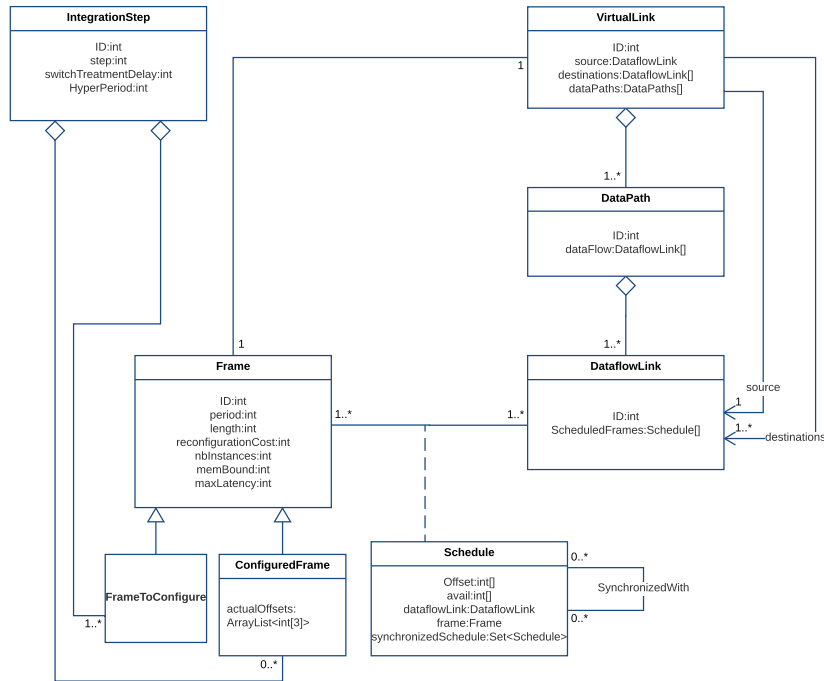 IntegrationStep
ID:int
step:int
switchTreatmentDelay:int
HyperPeriod:int
VirtualLink
ID:int
source:DataflowLink
destinations:DataflowLink[]
dataPaths:DataPaths[]
1
1..*
DataPath
ID:int
dataFlow:DataflowLink[]
1
1..*
Frame
ID:int
period:int
length:int
reconfigurationCost:int
nbInstances:int
memBound:int
maxLatency:int
1..*
1..*
DataflowLink
ID:int
ScheduledFrames:Schedule[]
source
1
1..*
destinations
FrameToConfigure
1..*
ConfiguredFrame
actualOffsets:
ArrayList<int[3]>
0..*
Schedule
Offset:int[]
avail:int[]
dataflowLink:DataflowLink
frame:Frame
synchronizedSchedule:Set<Schedule>
0..*
SynchronizedWith
0..*